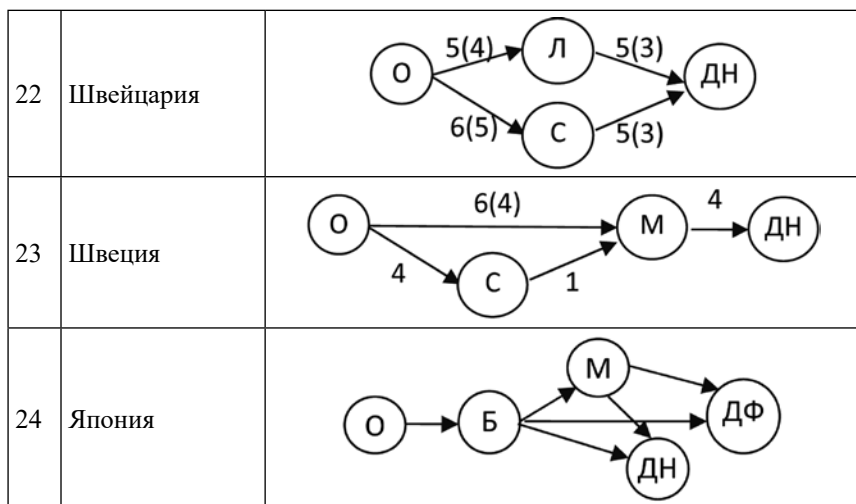 22 Швейцария
О 5(4) Л 5(3) ДН
6(5) С 5(3)
23 Швеция
О 6(4) М 4 ДН
4 С 1
24 Япония
М
О Б ДФ
ДН